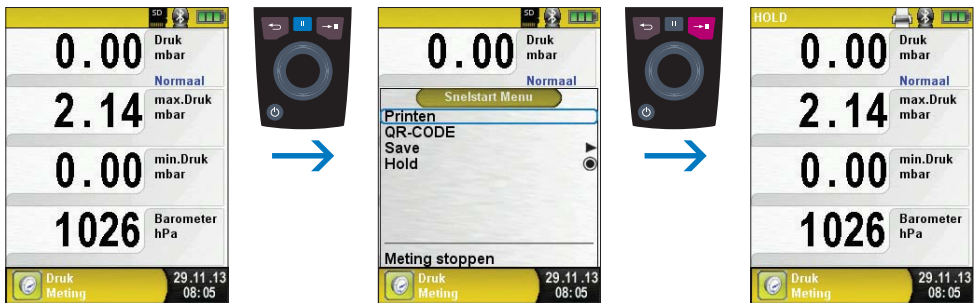 SD
0.00 Druk
mbar
Normaal
2.14 max.Druk
mbar
0.00 min.Druk
mbar
1026 Barometer
hPa
Druk 29.11.13
Meting 08:05
SD
0.00 Druk
mbar
Normaal
Snelstart Menu
Printen
QR-CODE
Save
Hold
Meting stoppen
Druk 29.11.13
Meting 08:05
HOLD
0.00 Druk
mbar
Normaal
2.14 max.Druk
mbar
0.00 min.Druk
mbar
1026 Barometer
hPa
Druk 29.11.13
Meting 08:05